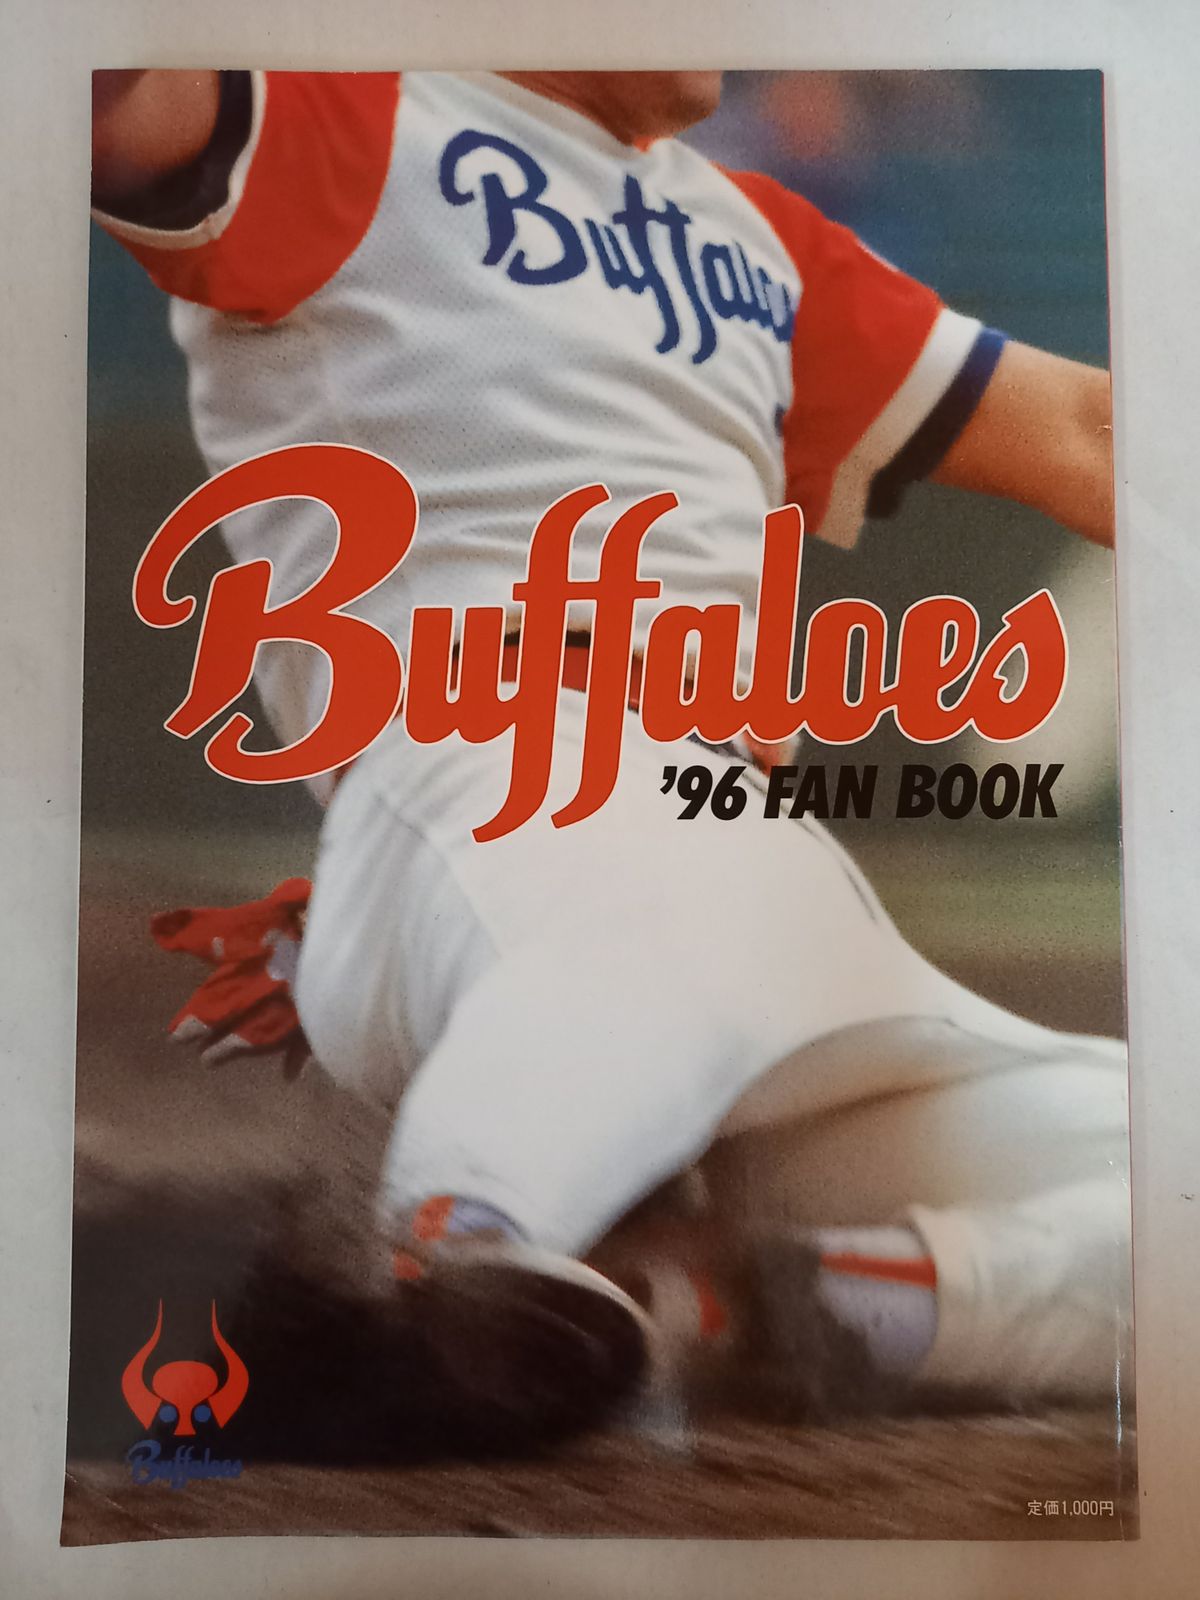 Buffaloes
Buffaloes
'96 FAN BOOK
Buffaloes
定価1,000円